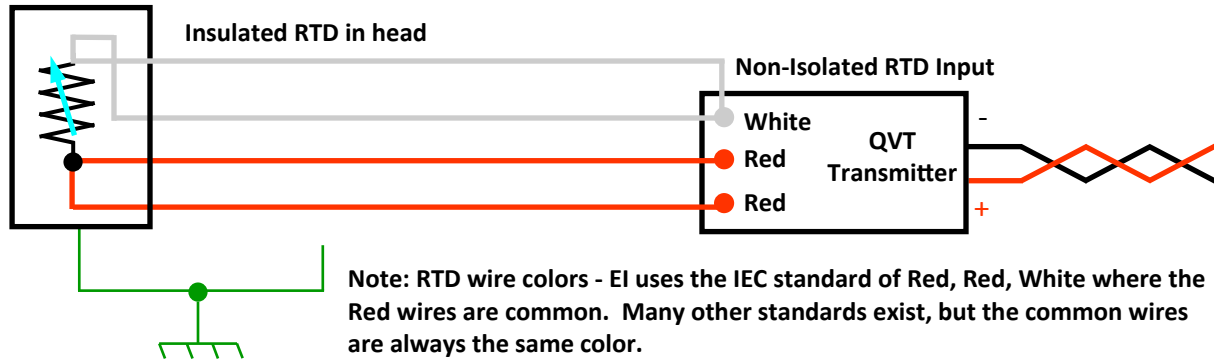 Insulated RTD in head
Non-Isolated RTD Input
White
Red
Red
QVT
Transmitter
-
+
Note: RTD wire colors - EI uses the IEC standard of Red, Red, White where the
Red wires are common.  Many other standards exist, but the common wires
are always the same color.